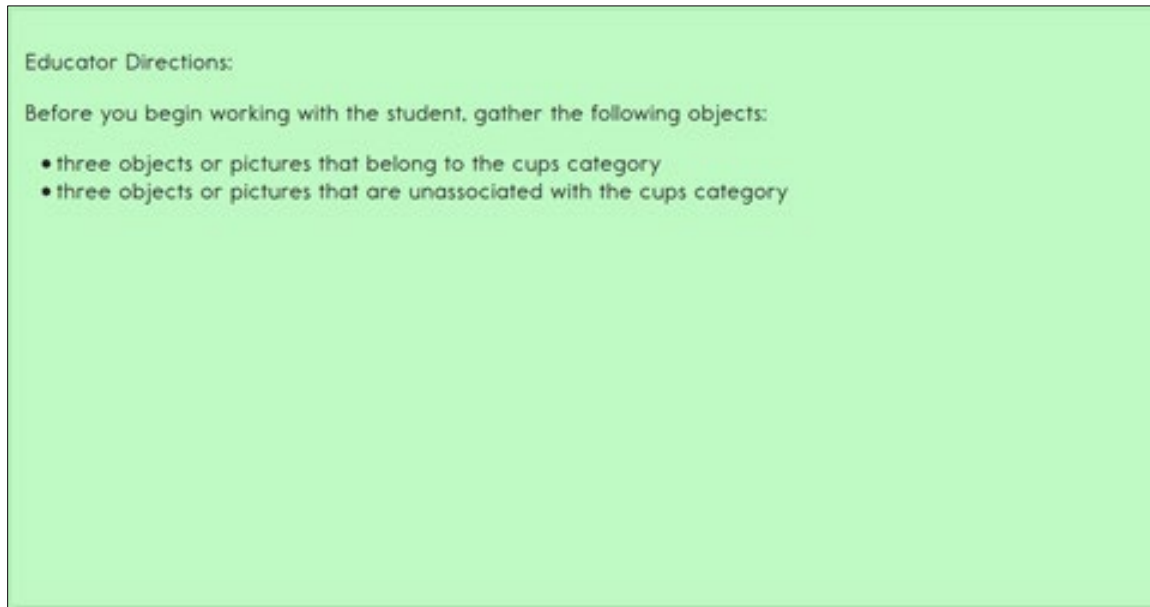 Educator Directions:
Before you begin working with the student, gather the following objects:
• three objects or pictures that belong to the cups category
• three objects or pictures that are unassociated with the cups category